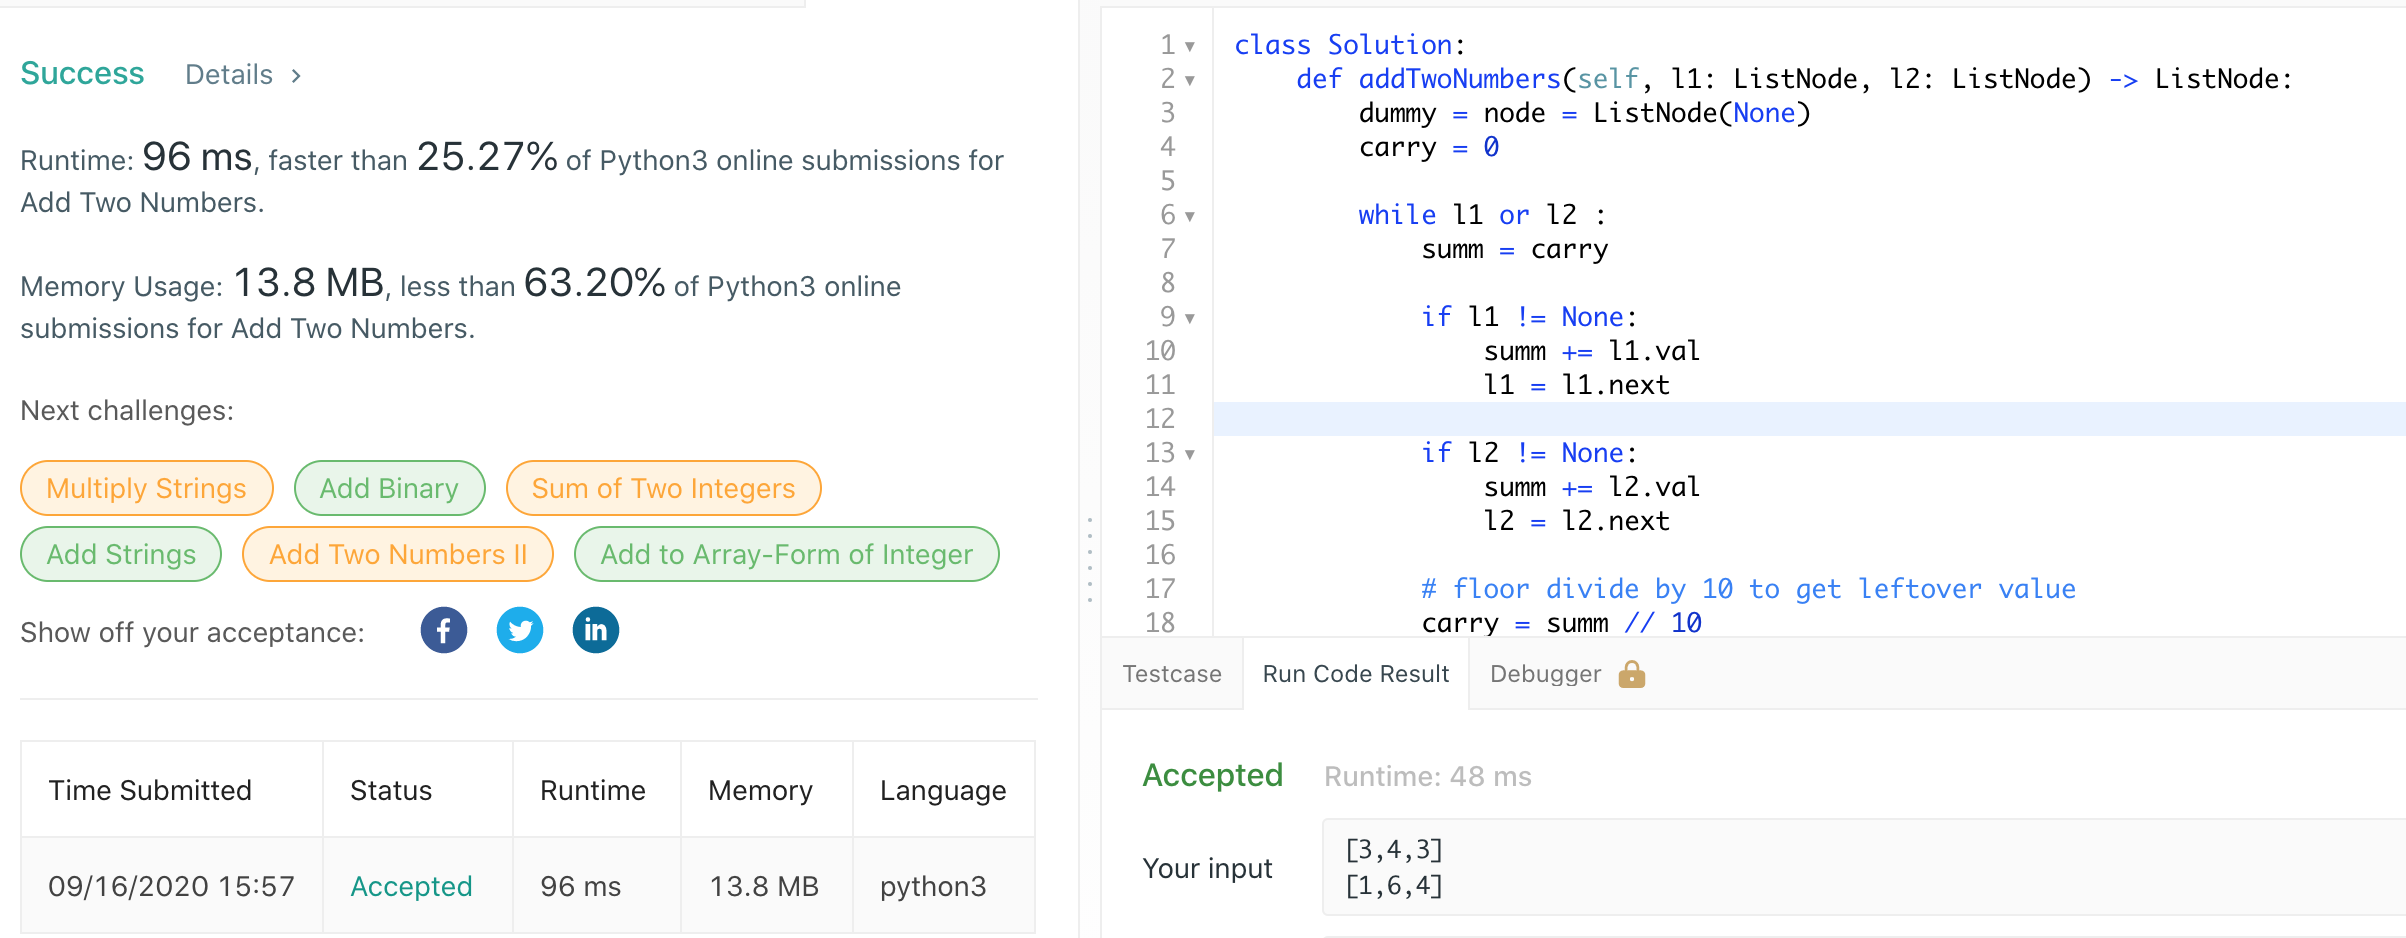 Success Details >
Runtime: 96 ms, faster than 25.27% of Python3 online submissions for
Add Two Numbers.
Memory Usage: 13.8 MB, less than 63.20% of Python3 online
submissions for Add Two Numbers.
Next challenges:
Multiply Strings Add Binary Sum of Two Integers
Add Strings Add Two Numbers II Add to Array-Form of Integer
Show off your acceptance: f in
Time Submitted Status Runtime Memory Language
09/16/2020 15:57 Accepted 96 ms 13.8 MB python3
1 class Solution:
2     def addTwoNumbers(self, l1: ListNode, l2: ListNode) -> ListNode:
3         dummy = node = ListNode(None)
4         carry = 0
5
6         while l1 or l2 :
7             summ = carry
8
9             if l1 != None:
10                 summ += l1.val
11                 l1 = l1.next
12
13             if l2 != None:
14                 summ += l2.val
15                 l2 = l2.next
16
17             # floor divide by 10 to get leftover value
18             carry = summ // 10
Testcase Run Code Result Debugger
Accepted Runtime: 48 ms
Your input
[3,4,3]
[1,6,4]